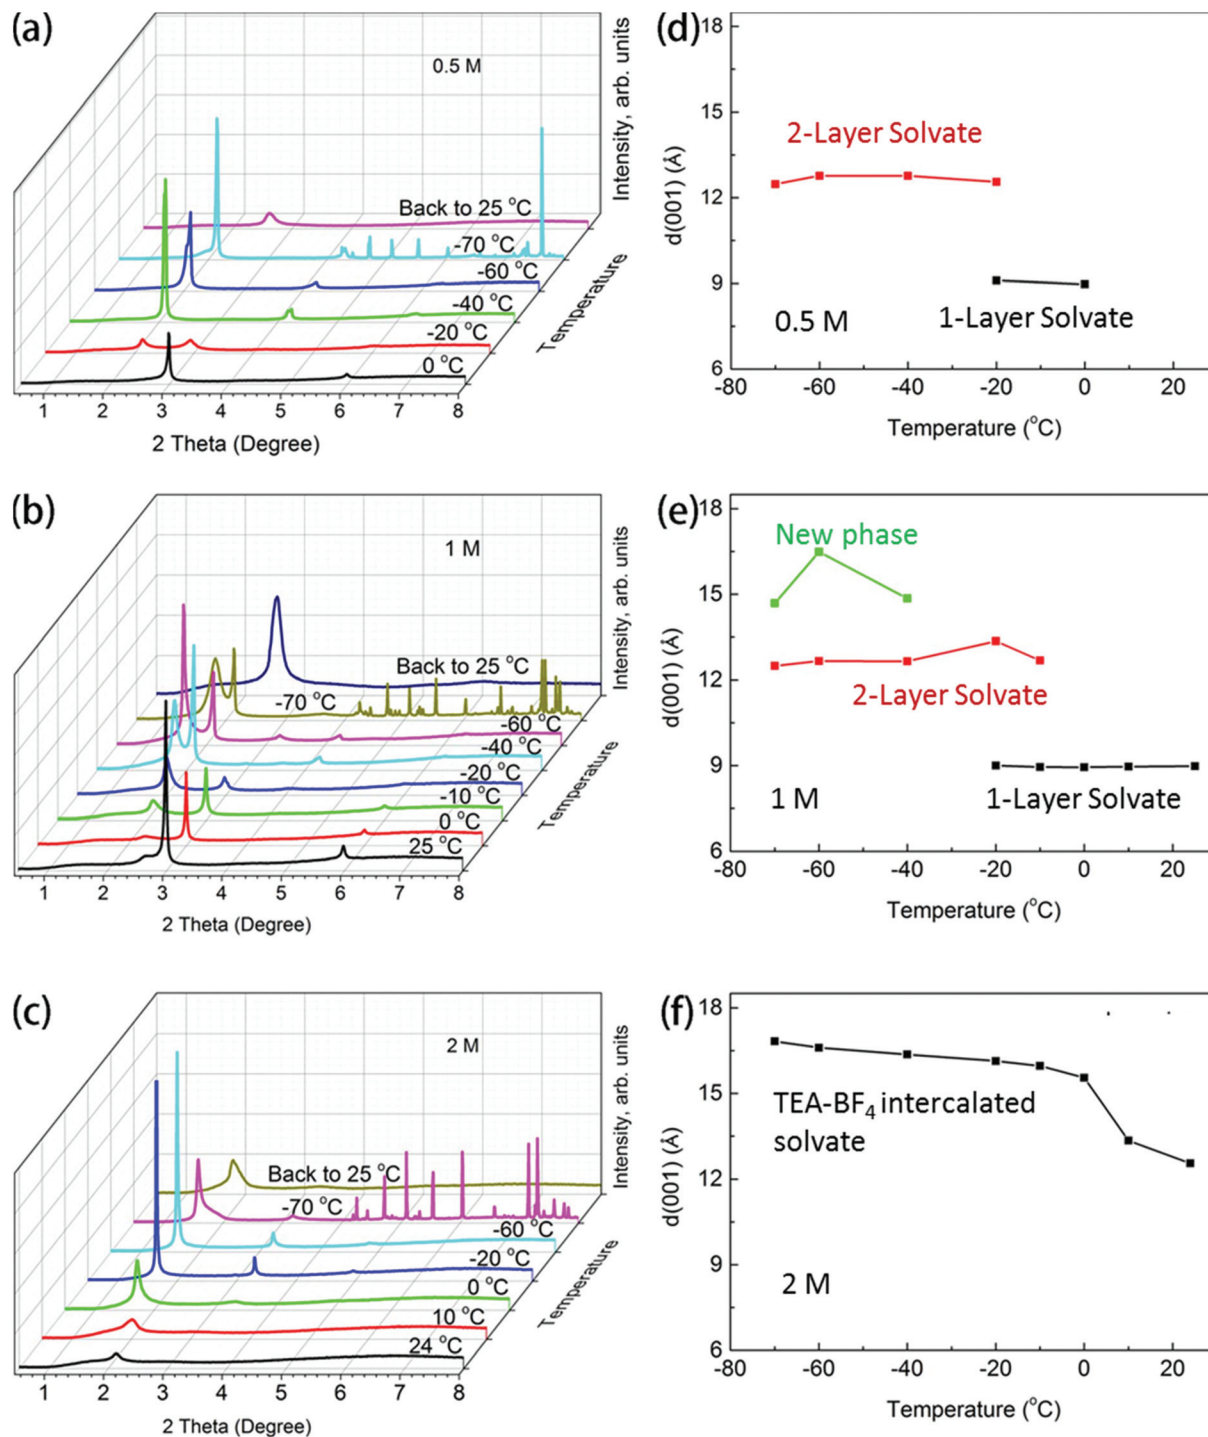 (a)
0.5 M
Intensity, arb. units
Back to 25 °C
-70 °C
-60 °C
-40 °C
-20 °C
0 °C
Temperature
1 2 3 4 5 6 7 8
2 Theta (Degree)
(d)
18
15
12
9
6
d(001) (Å)
2-Layer Solvate
1-Layer Solvate
0.5 M
-80 -60 -40 -20 0 20
Temperature (°C)
(b)
1 M
Intensity, arb. units
Back to 25 °C
-70 °C
-60 °C
-40 °C
-20 °C
-10 °C
0 °C
25 °C
Temperature
1 2 3 4 5 6 7 8
2 Theta (Degree)
(e)
18
15
12
9
6
d(001) (Å)
New phase
2-Layer Solvate
1-Layer Solvate
1 M
-80 -60 -40 -20 0 20
Temperature (°C)
(c)
2 M
Intensity, arb. units
Back to 25 °C
-70 °C
-60 °C
-20 °C
0 °C
10 °C
24 °C
Temperature
1 2 3 4 5 6 7 8
2 Theta (Degree)
(f)
18
15
12
9
6
d(001) (Å)
TEA-BF₄ intercalated
solvate
2 M
-80 -60 -40 -20 0 20
Temperature (°C)